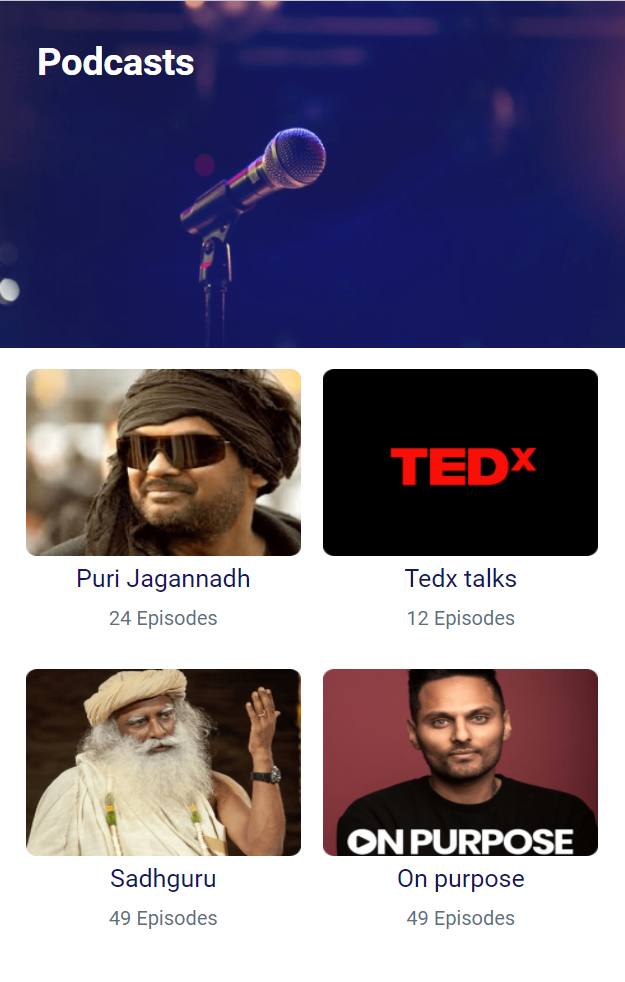 Podcasts
TEDx
Puri Jagannadh
Tedx talks
24 Episodes
12 Episodes
ON PURPOSE
Sadhguru
On purpose
49 Episodes
49 Episodes